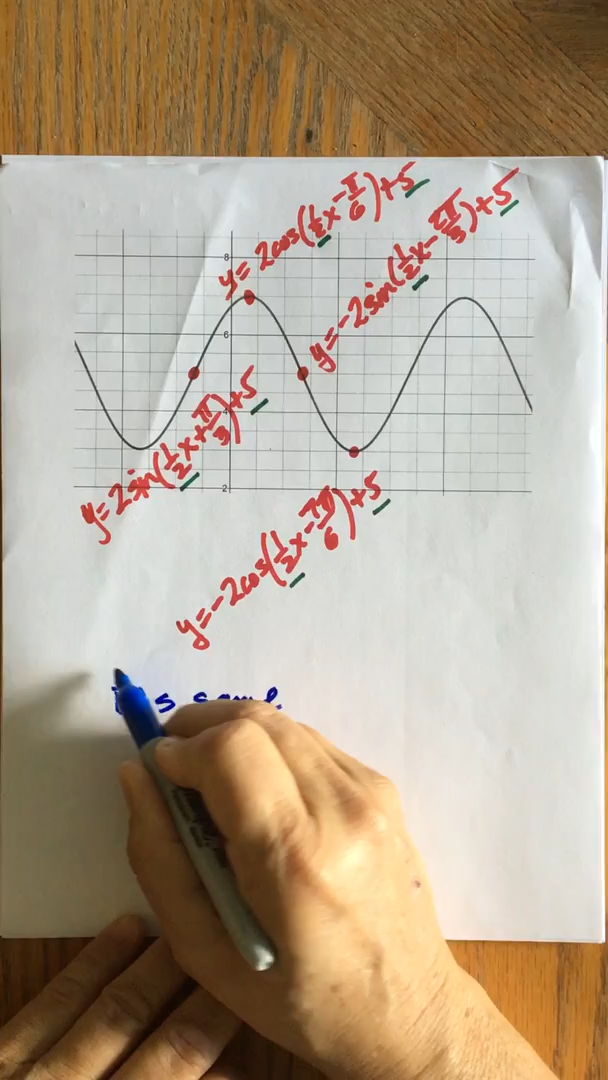 y = 2cos(½x - π/6) + 5
y = -2sin(½x - 2π/3) + 5
8
6
4
y = 2sin(½x + π/3) + 5
2
y = -2cos(½x - 7π/6) + 5